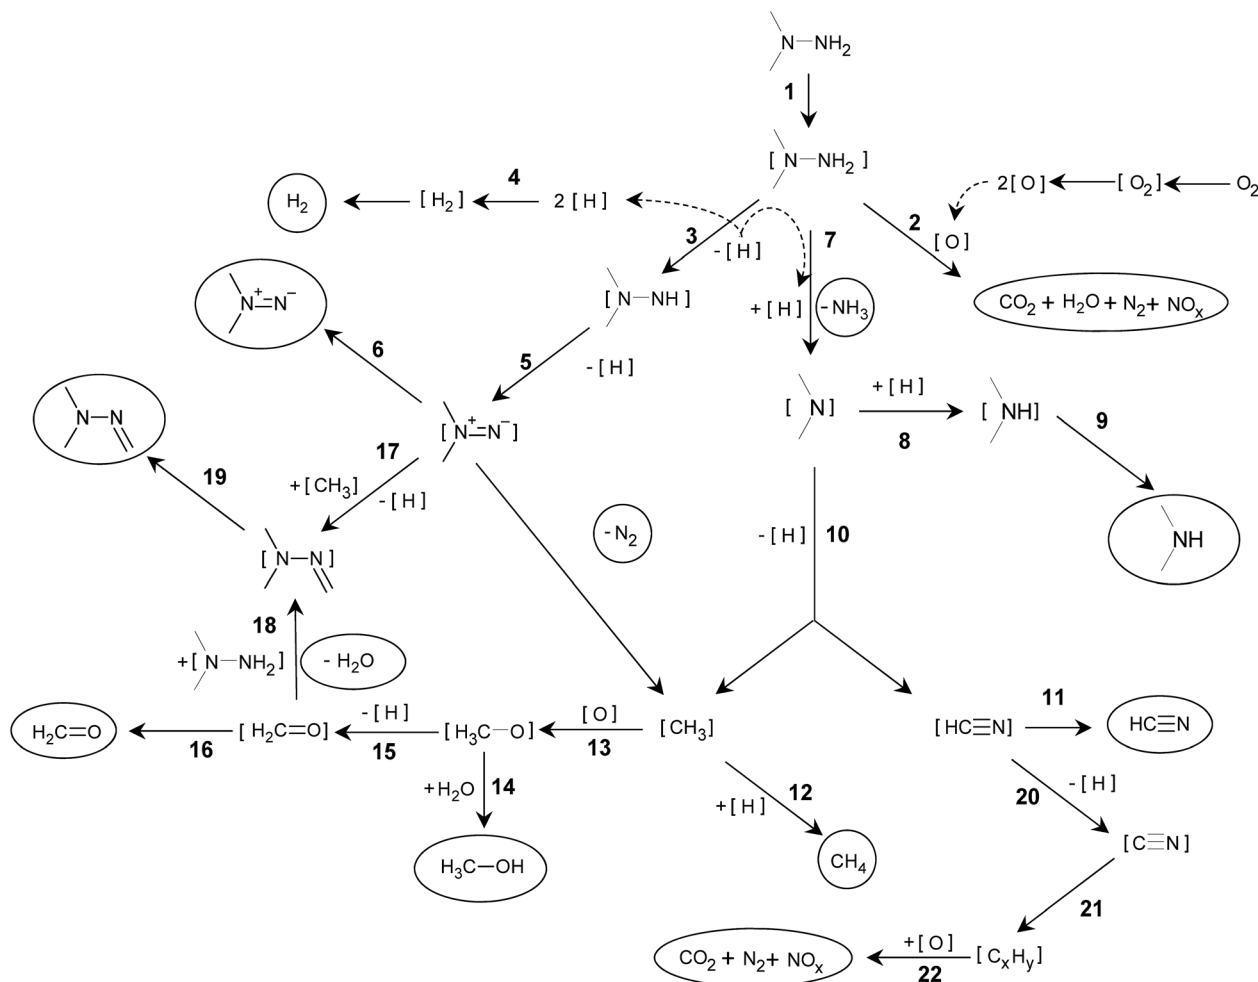 N—NH2
1
[ N—NH2 ]
2[O] [O2] O2
4
H2 [H2] 2 [H]
3 -[H] 7 2 [O]
N+=N− [N—NH] +[H] -NH3 CO2 + H2O + N2 + NOx
6 5 -[H]
+[H]
N—N= [N+=N−] [ N] [ NH] 9
8
17
19 +[CH3] -[H]
-N2 -[H] 10 NH
[ N—N ]
18
+[ N—NH2] -H2O
-[H] [O] 11
H2C=O [H2C=O] [H3C—O] [CH3] [HC≡N] HC≡N
16 15 13
+H2O 14 +[H] 12 20 -[H]
H3C—OH CH4 [C≡N]
21
CO2 + N2 + NOx +[O] [CxHy]
22